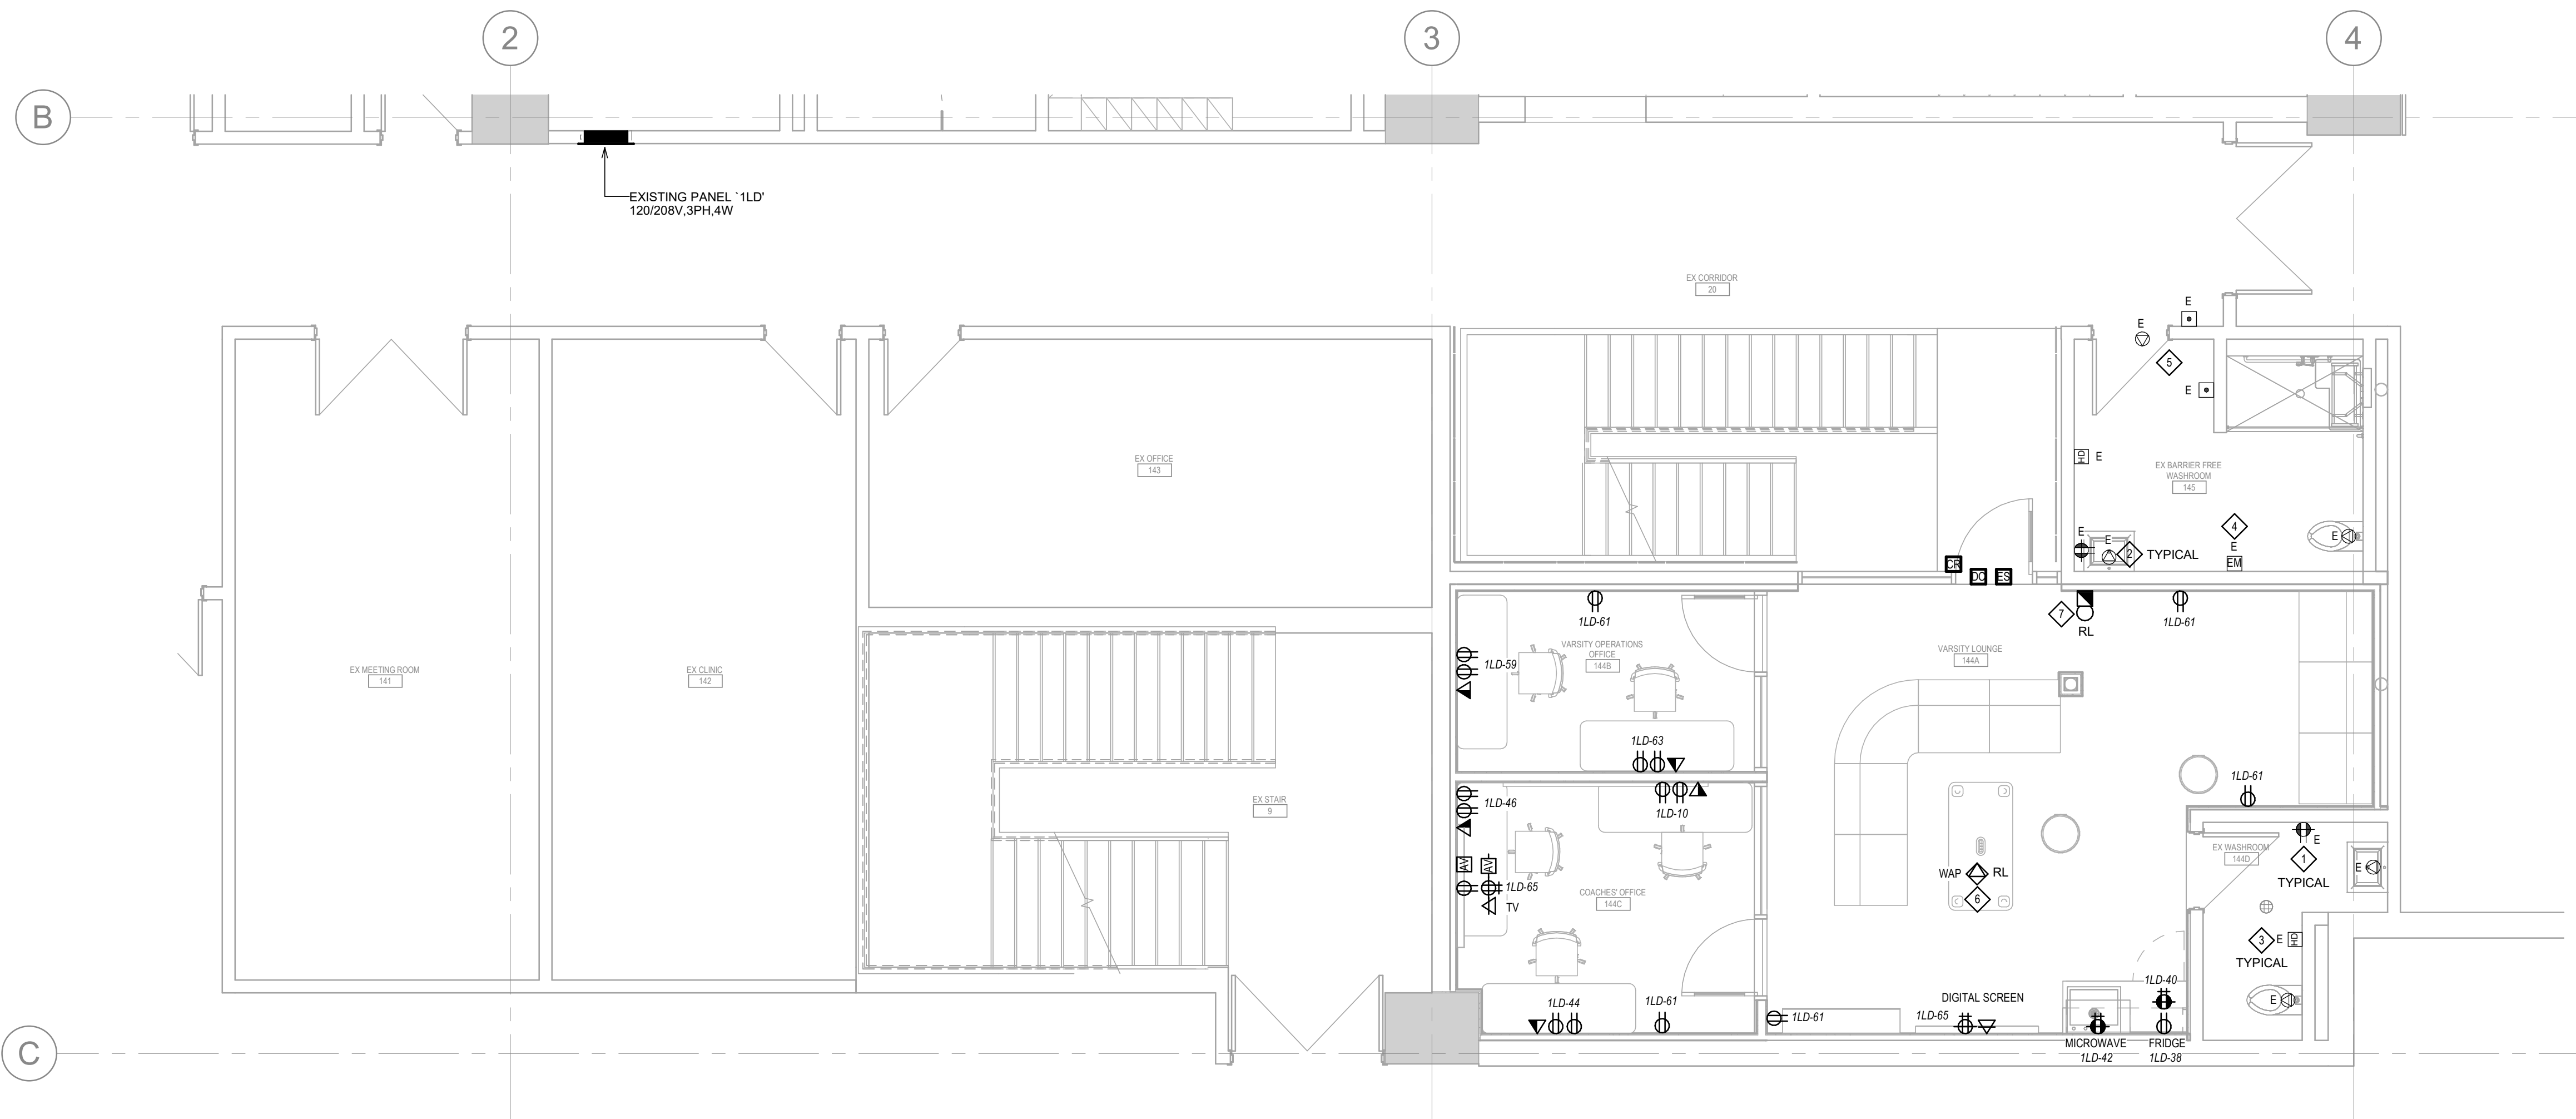 2
3
4
B
EXISTING PANEL `1LD'
120/208V,3PH,4W
EX CORRIDOR
20
E
E
5
E
EX OFFICE
143
HD
E
EX BARRIER FREE
WASHROOM
145
4
E
E
E
E
2
TYPICAL
EM
CR
DO
ES
1LD-61
7
RL
1LD-61
EX MEETING ROOM
141
EX CLINIC
142
VARSITY OPERATIONS
OFFICE
144B
1LD-59
VARSITY LOUNGE
144A
1LD-63
1LD-61
EX STAIR
9
1LD-46
1LD-10
E
EX WASHROOM
144D
1
TYPICAL
E
AV
AV
1LD-65
TV
COACHES' OFFICE
144C
WAP
RL
6
3
E
HD
TYPICAL
1LD-40
E
1LD-44
1LD-61
1LD-61
DIGITAL SCREEN
1LD-65
C
MICROWAVE
1LD-42
FRIDGE
1LD-38